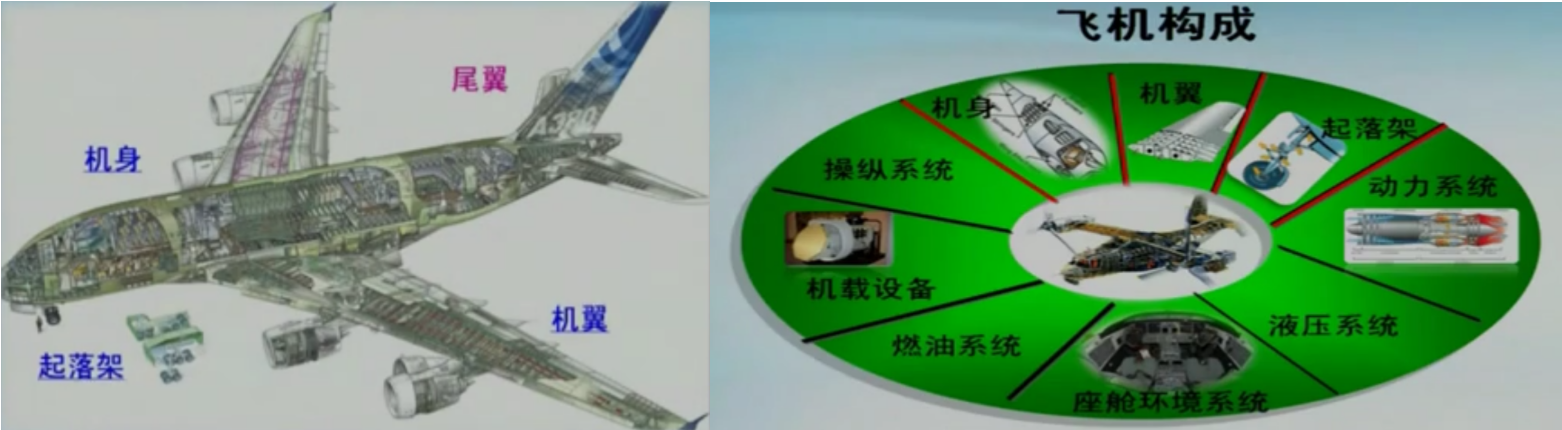 尾翼
机身
机翼
起落架
飞机构成
机身
机翼
起落架
操纵系统
动力系统
机载设备
液压系统
燃油系统
座舱环境系统